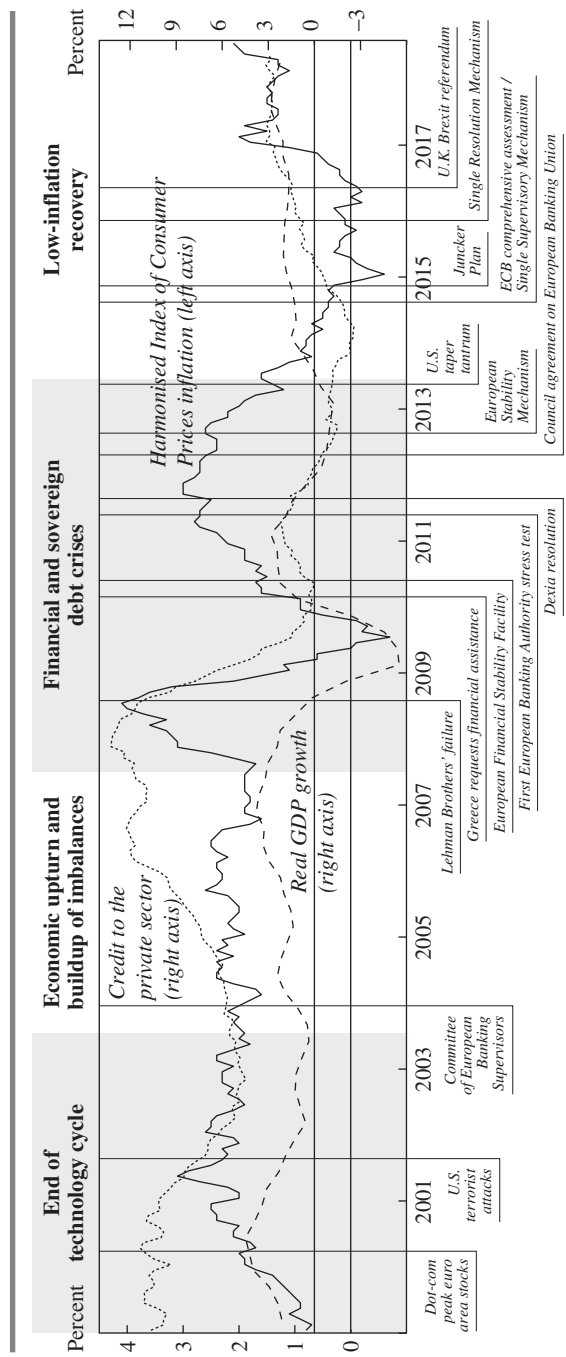 Percent
End of
technology cycle
Economic upturn and
buildup of imbalances
Financial and sovereign
debt crises
Low-inflation
recovery
Percent
4
3
2
1
0
12
9
6
3
0
–3
Credit to the
private sector
(right axis)
Real GDP growth
(right axis)
Harmonised Index of Consumer
Prices inflation (left axis)
2001
2003
2005
2007
2009
2011
2013
2015
2017
Dot-com
peak euro
area stocks
U.S.
terrorist
attacks
Committee
of European
Banking
Supervisors
Lehman Brothers’ failure
Greece requests financial assistance
European Financial Stability Facility
First European Banking Authority stress test
Dexia resolution
U.S.
taper
tantrum
European
Stability
Mechanism
Council agreement on European Banking Union
Juncker
Plan
ECB comprehensive assessment /
Single Supervisory Mechanism
U.K. Brexit referendum
Single Resolution Mechanism